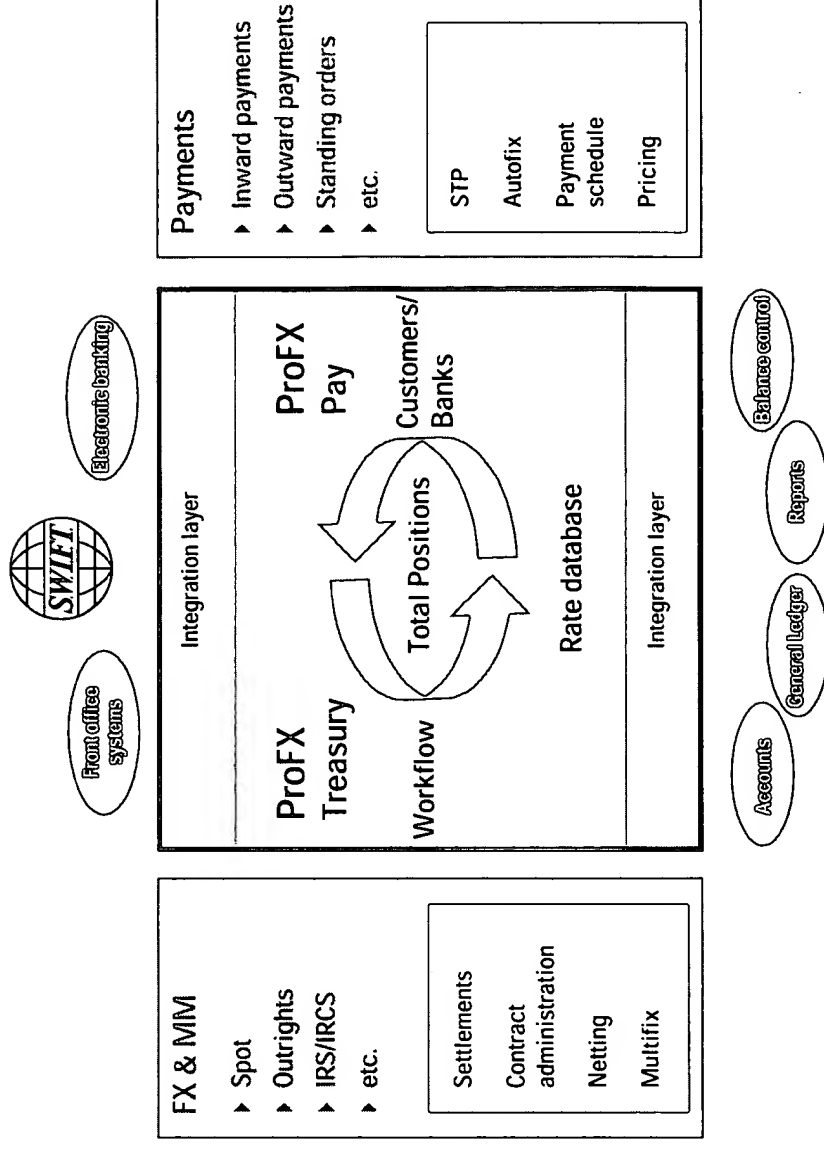 Front office
systems
S.W.I.F.T.
Electronic banking
FX & MM
Spot
Outrights
IRS/IRCS
etc.
Settlements
Contract
administration
Netting
Multifix
Integration layer
ProFX
Treasury
ProFX
Pay
Workflow
Total Positions
Customers/
Banks
Rate database
Integration layer
Payments
Inward payments
Outward payments
Standing orders
etc.
STP
Autofix
Payment
schedule
Pricing
Accounts
General Ledger
Reports
Balance control